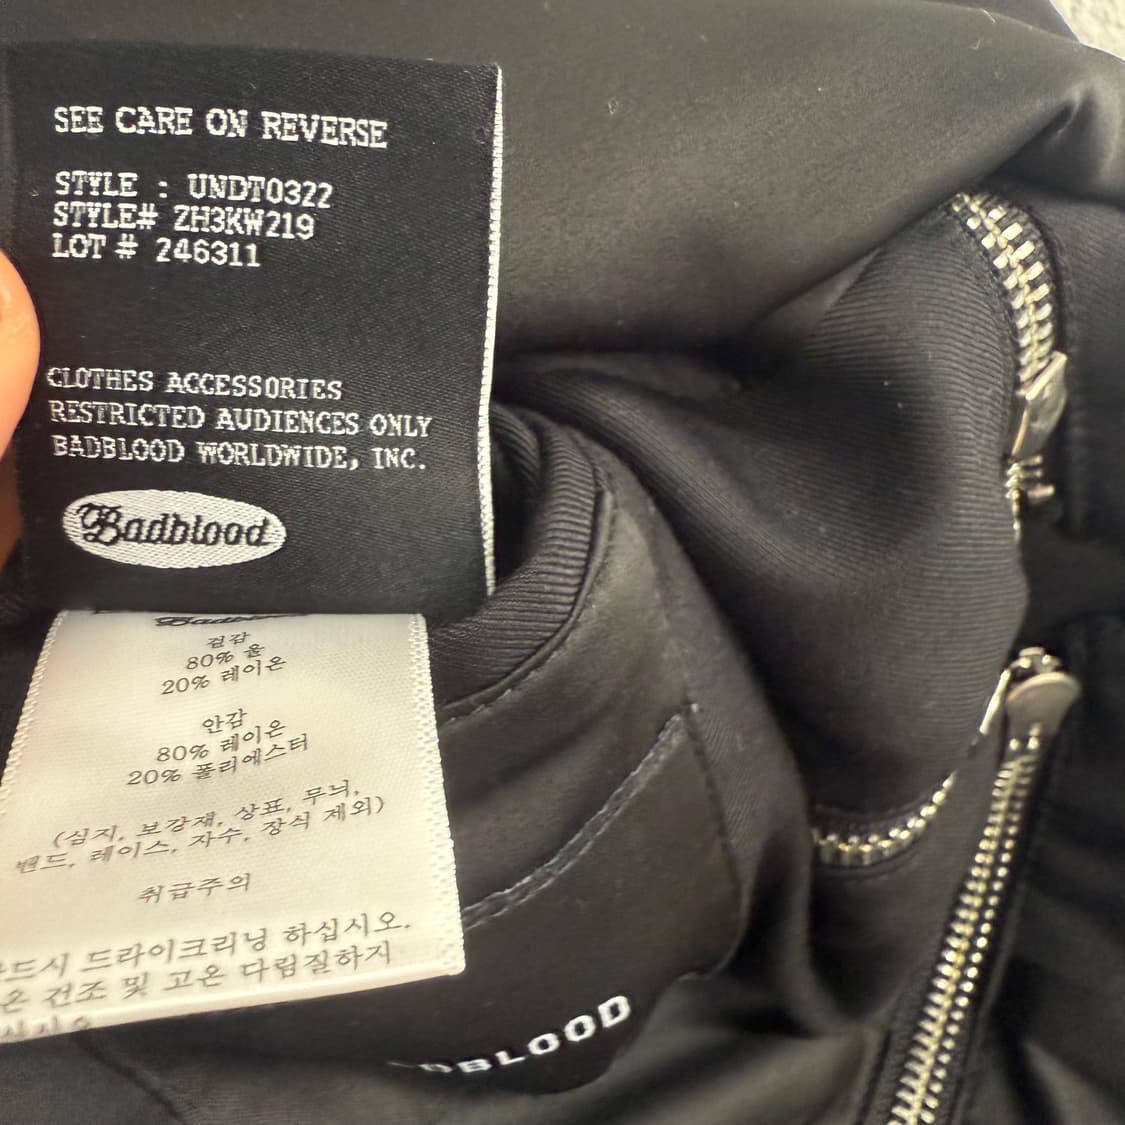 SEE CARE ON REVERSE
STYLE : UNDT0322
STYLE# ZH3KW219
LOT # 246311
CLOTHES ACCESSORIES
RESTRICTED AUDIENCES ONLY
BADBLOOD WORLDWIDE, INC.
Badblood
Badblood
겉감
80% 울
20% 레이온
안감
80% 레이온
20% 폴리에스터
(심지, 보강재, 상표, 무늬,
밴드, 레이스, 자수, 장식 제외)
취급주의
드시 드라이크리닝 하십시오.
온 건조 및 고온 다림질하지
DBLOOD